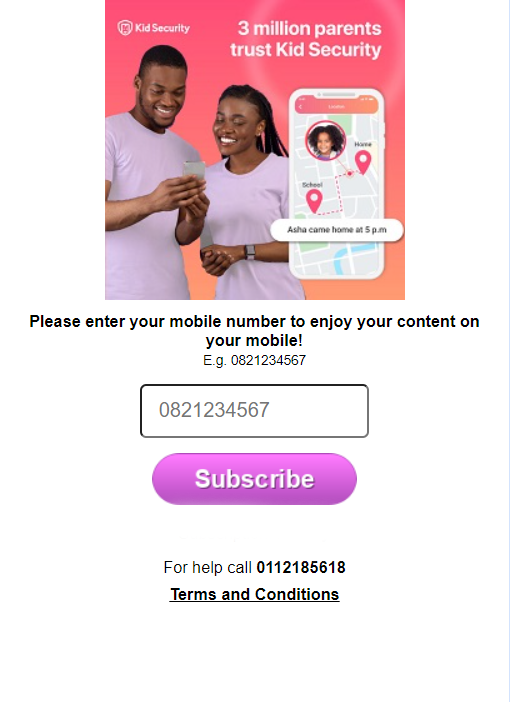 Kid Security
3 million parents
trust Kid Security
London
Home
School
Asha came home at 5 p.m
Please enter your mobile number to enjoy your content on
your mobile!
E.g. 0821234567
0821234567
Subscribe
For help call 0112185618
Terms and Conditions